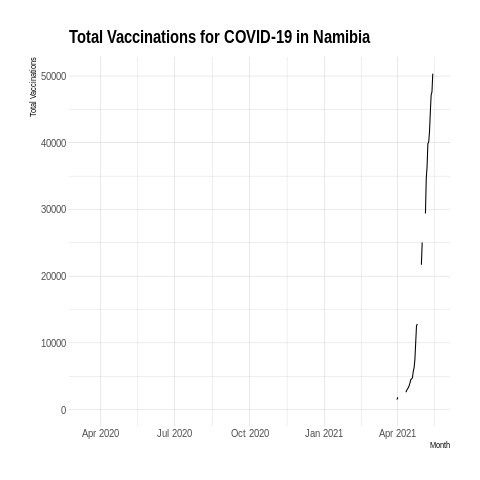 Total Vaccinations for COVID-19 in Namibia
Total Vaccinations
50000
40000
30000
20000
10000
0
Apr 2020 Jul 2020 Oct 2020 Jan 2021 Apr 2021
Month